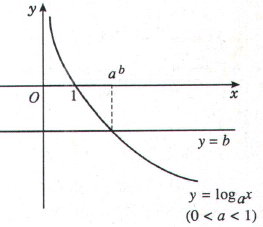 y
a^b
O
1
x
y = b
y = log_a x
(0 < a < 1)